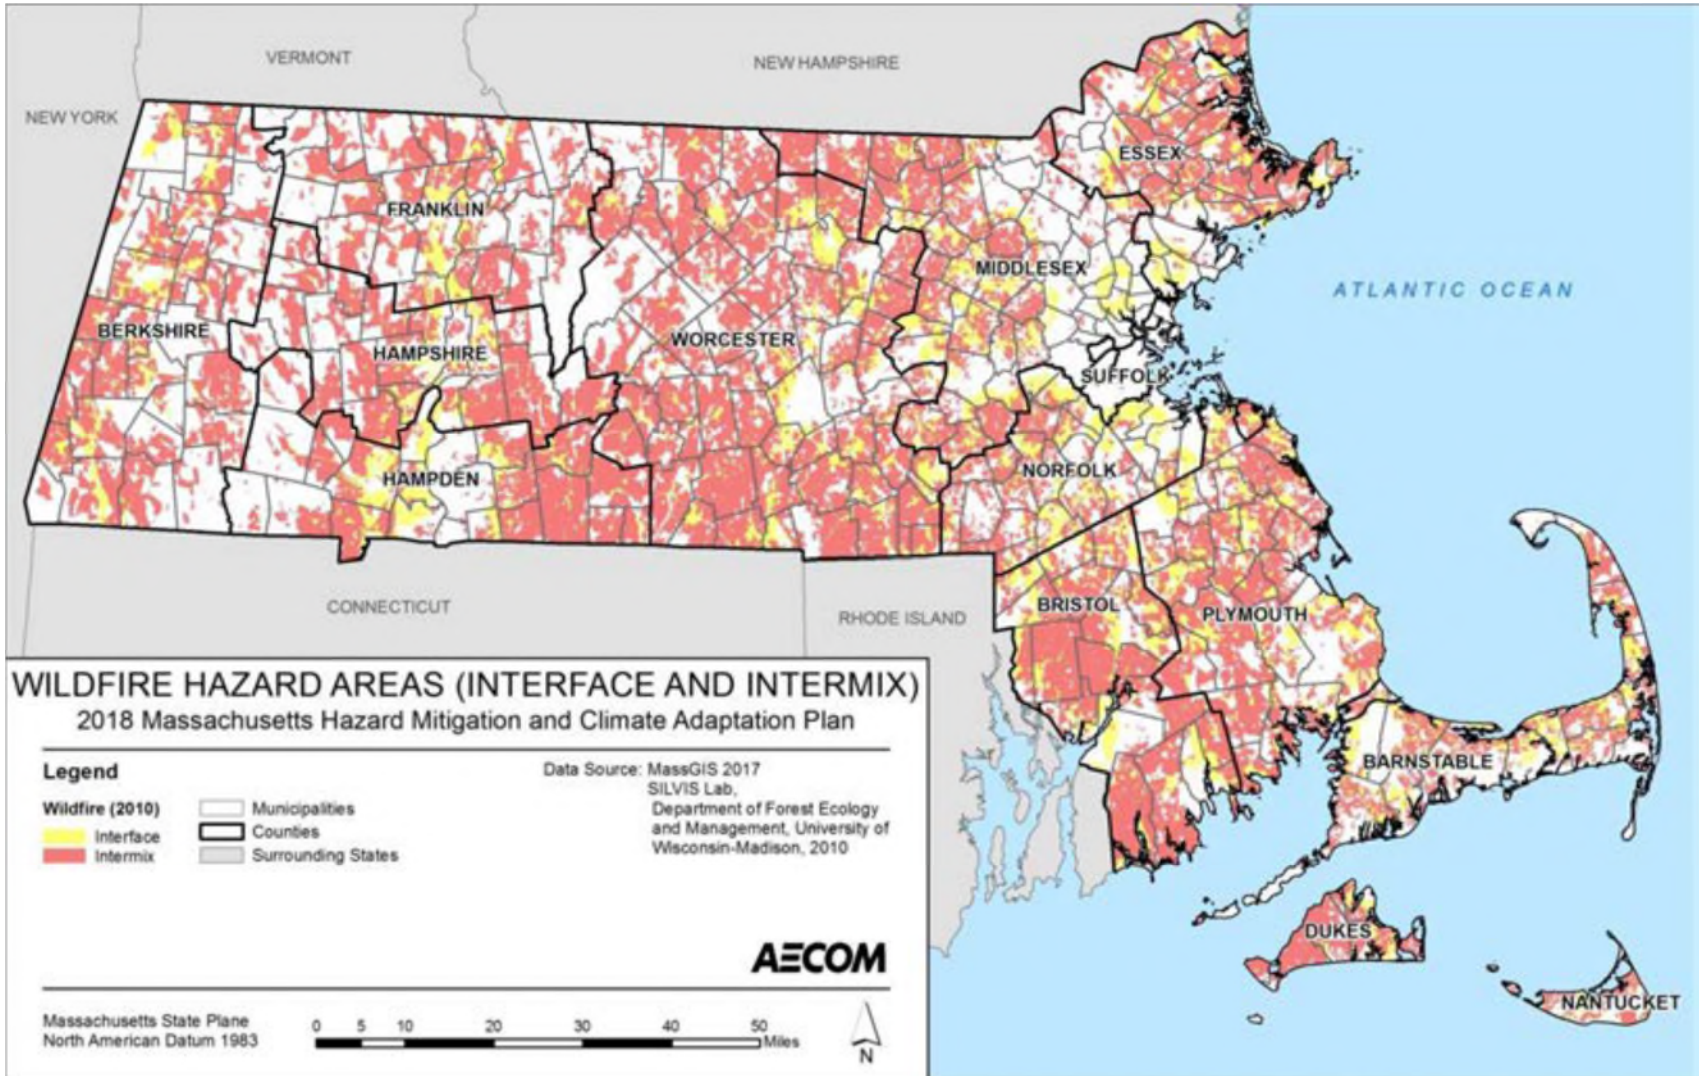 VERMONT
NEW HAMPSHIRE
NEW YORK
ESSEX
FRANKLIN
MIDDLESEX
ATLANTIC OCEAN
BERKSHIRE
WORCESTER
HAMPSHIRE
SUFFOLK
NORFOLK
HAMPDEN
CONNECTICUT
RHODE ISLAND
BRISTOL
PLYMOUTH
BARNSTABLE
DUKES
NANTUCKET
WILDFIRE HAZARD AREAS (INTERFACE AND INTERMIX)
2018 Massachusetts Hazard Mitigation and Climate Adaptation Plan
Legend
Wildfire (2010)
Interface
Intermix
Municipalities
Counties
Surrounding States
Data Source: MassGIS 2017
SILVIS Lab,
Department of Forest Ecology
and Management, University of
Wisconsin-Madison, 2010
AECOM
Massachusetts State Plane
North American Datum 1983
0 5 10 20 30 40 50
Miles
N